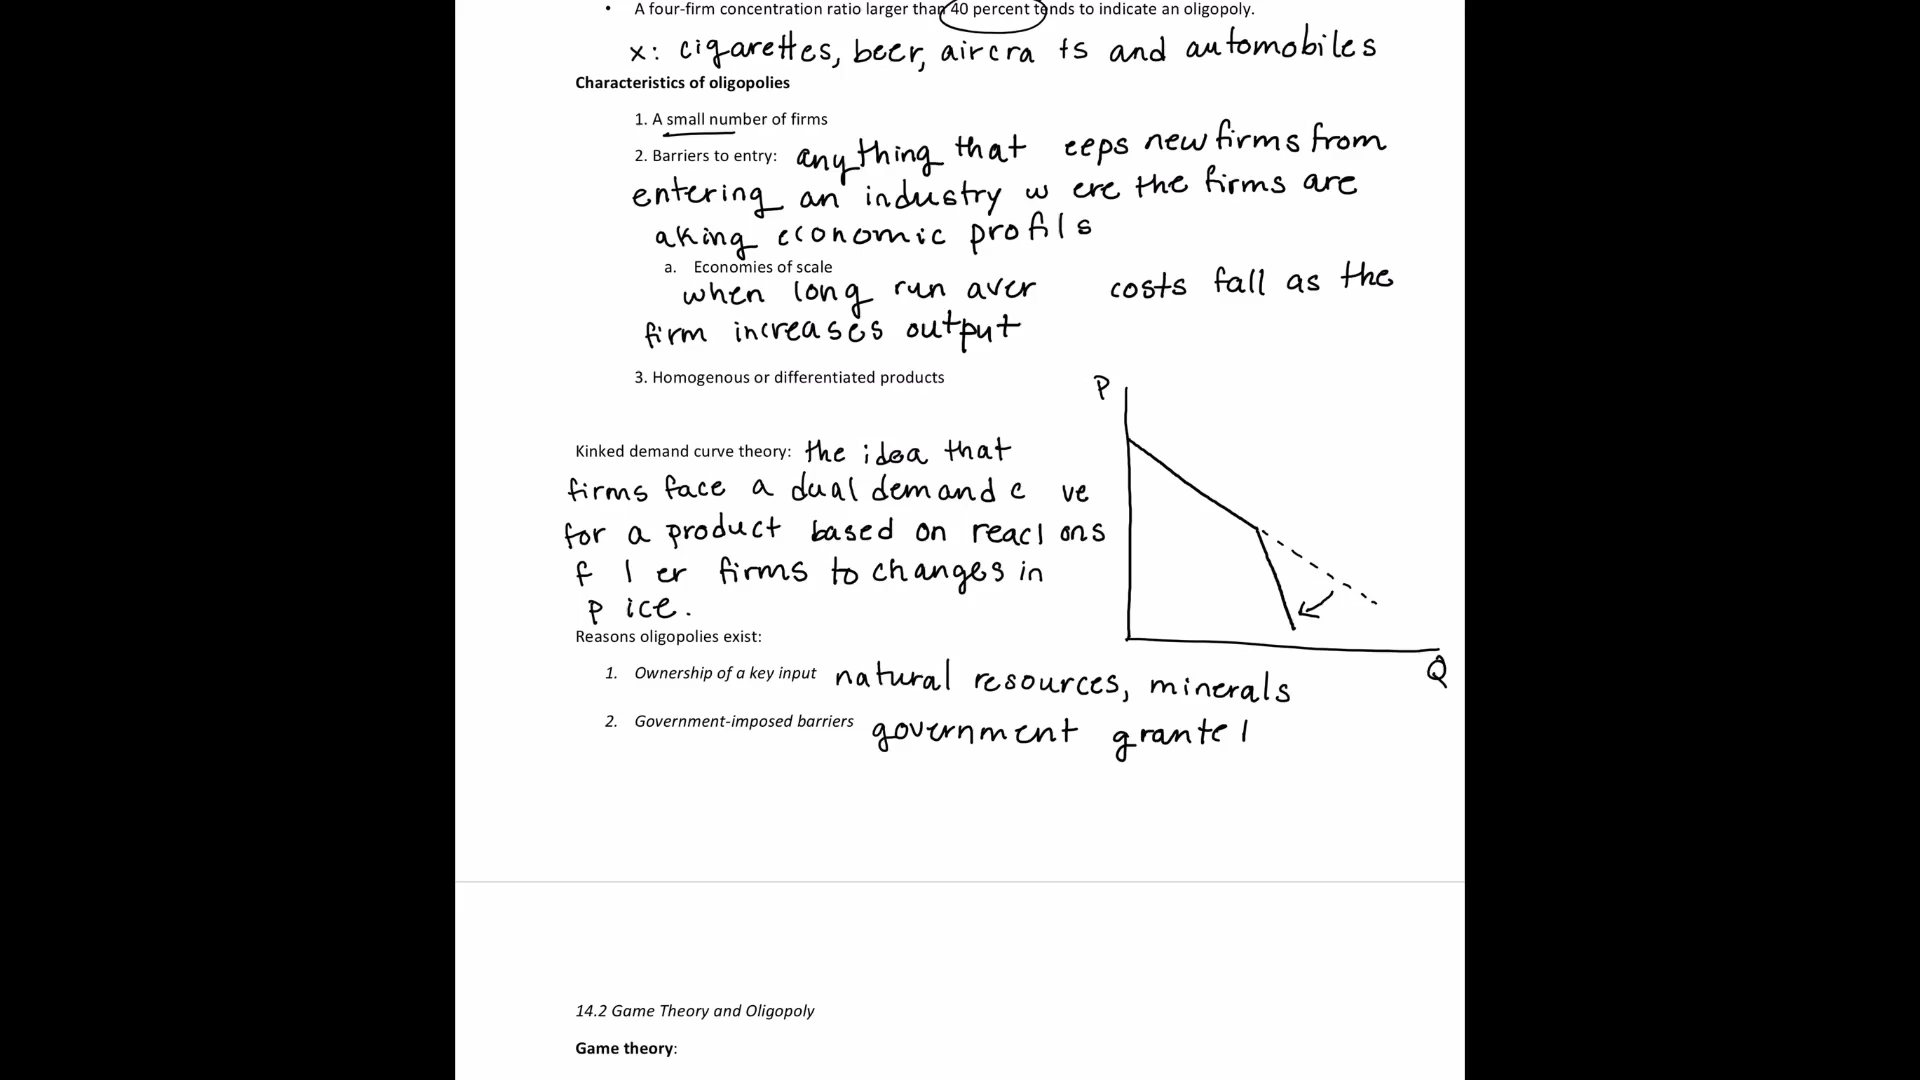 • A four-firm concentration ratio larger than 40 percent tends to indicate an oligopoly.
x: cigarettes, beer, aircra ts and automobiles
Characteristics of oligopolies
1. A small number of firms
2. Barriers to entry: anything that eeps new firms from
entering an industry w ere the firms are
aking economic profils
a. Economies of scale
when long run aver costs fall as the
firm increases output
3. Homogenous or differentiated products
P
Kinked demand curve theory: the idea that
firms face a dual demand c ve
for a product based on reacl ons
f l er firms to changes in
p ice.
Reasons oligopolies exist:
Q
1. Ownership of a key input natural resources, minerals
2. Government-imposed barriers government grante l
14.2 Game Theory and Oligopoly
Game theory: